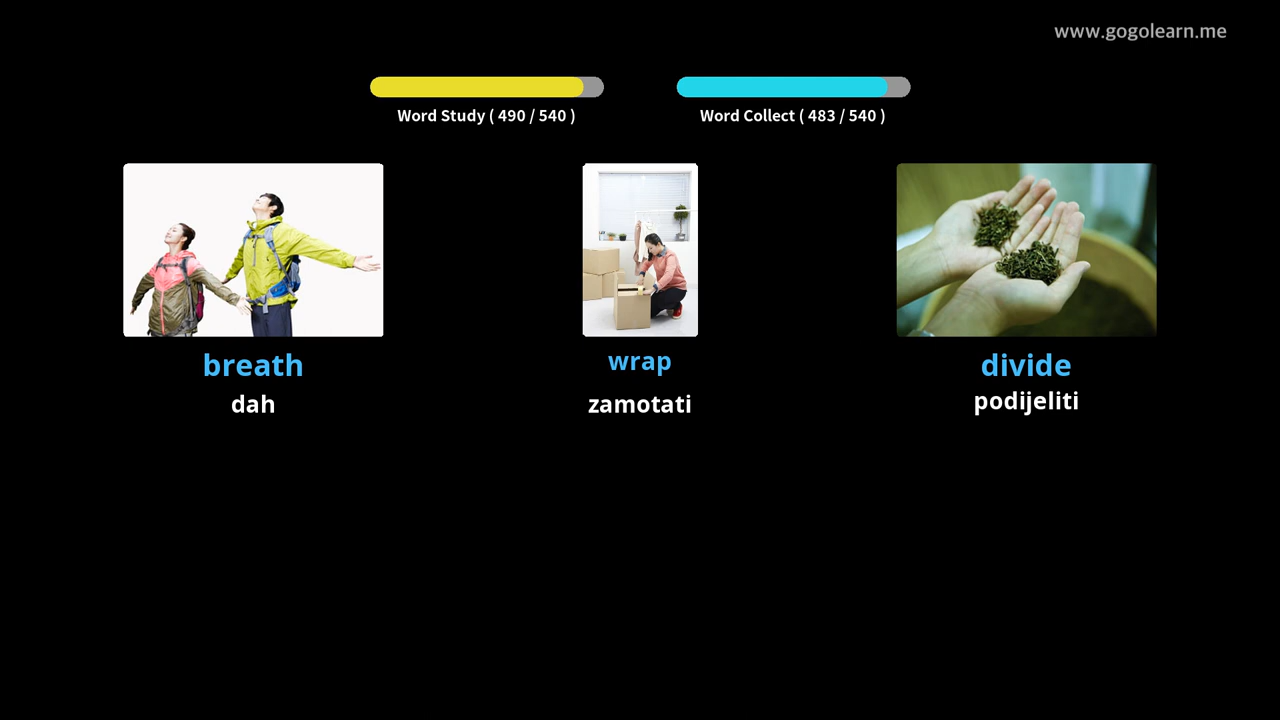 www.gogolearn.me
Word Study ( 490 / 540 )
Word Collect ( 483 / 540 )
breath
dah
wrap
zamotati
divide
podijeliti